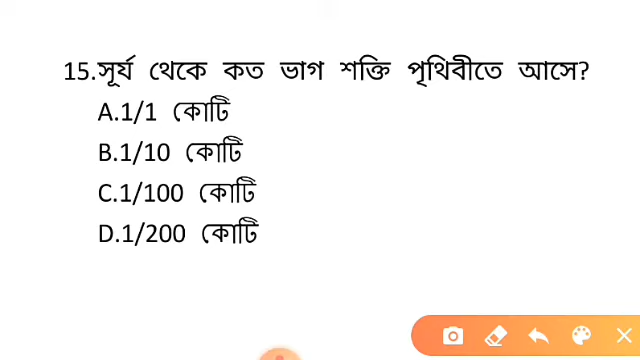 15.সূর্য থেকে কত ভাগ শক্তি পৃথিবীতে আসে?
A.1/1 কোটি
B.1/10 কোটি
C.1/100 কোটি
D.1/200 কোটি